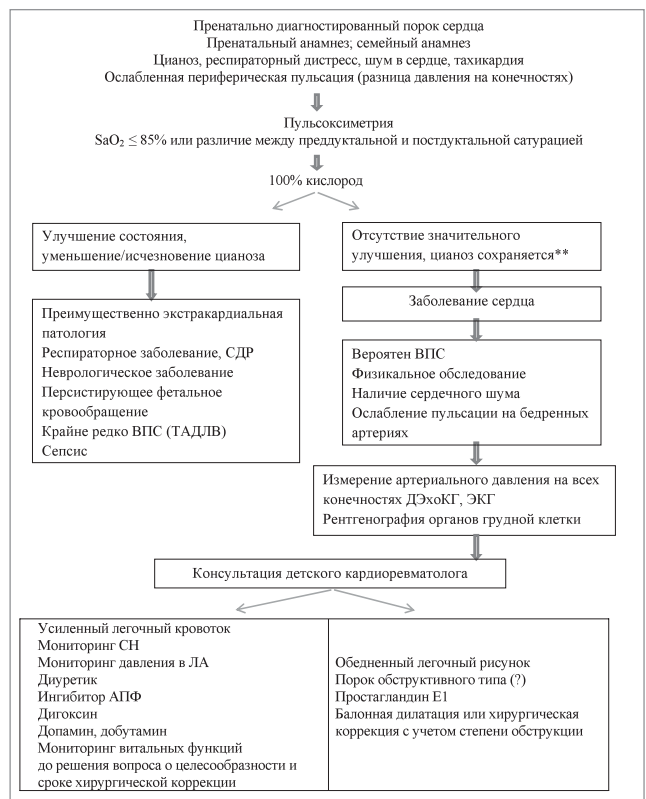 Пренатально диагностированный порок сердца
Пренатальный анамнез; семейный анамнез
Цианоз, респираторный дистресс, шум в сердце, тахикардия
Ослабленная периферическая пульсация (разница давления на конечностях)
Пульсоксиметрия
SaO₂ ≤ 85% или различие между преддуктальной и постдуктальной сатурацией
100% кислород
Улучшение состояния,
уменьшение/исчезновение цианоза
Отсутствие значительного
улучшения, цианоз сохраняется**
Преимущественно экстракардиальная
патология
Респираторное заболевание, СДР
Неврологическое заболевание
Персистирующее фетальное
кровообращение
Крайне редко ВПС (ТАДЛВ)
Сепсис
Заболевание сердца
Вероятен ВПС
Физикальное обследование
Наличие сердечного шума
Ослабление пульсации на бедренных
артериях
Измерение артериального давления на всех
конечностях ДЭхоКГ, ЭКГ
Рентгенография органов грудной клетки
Консультация детского кардиоревматолога
Усиленный легочный кровоток
Мониторинг СН
Мониторинг давления в ЛА
Диуретик
Ингибитор АПФ
Дигоксин
Допамин, добутамин
Мониторинг витальных функций
до решения вопроса о целесообразности и
сроке хирургической коррекции
Обедненный легочный рисунок
Порок обструктивного типа (?)
Простагландин Е1
Балонная дилатация или хирургическая
коррекция с учетом степени обструкции